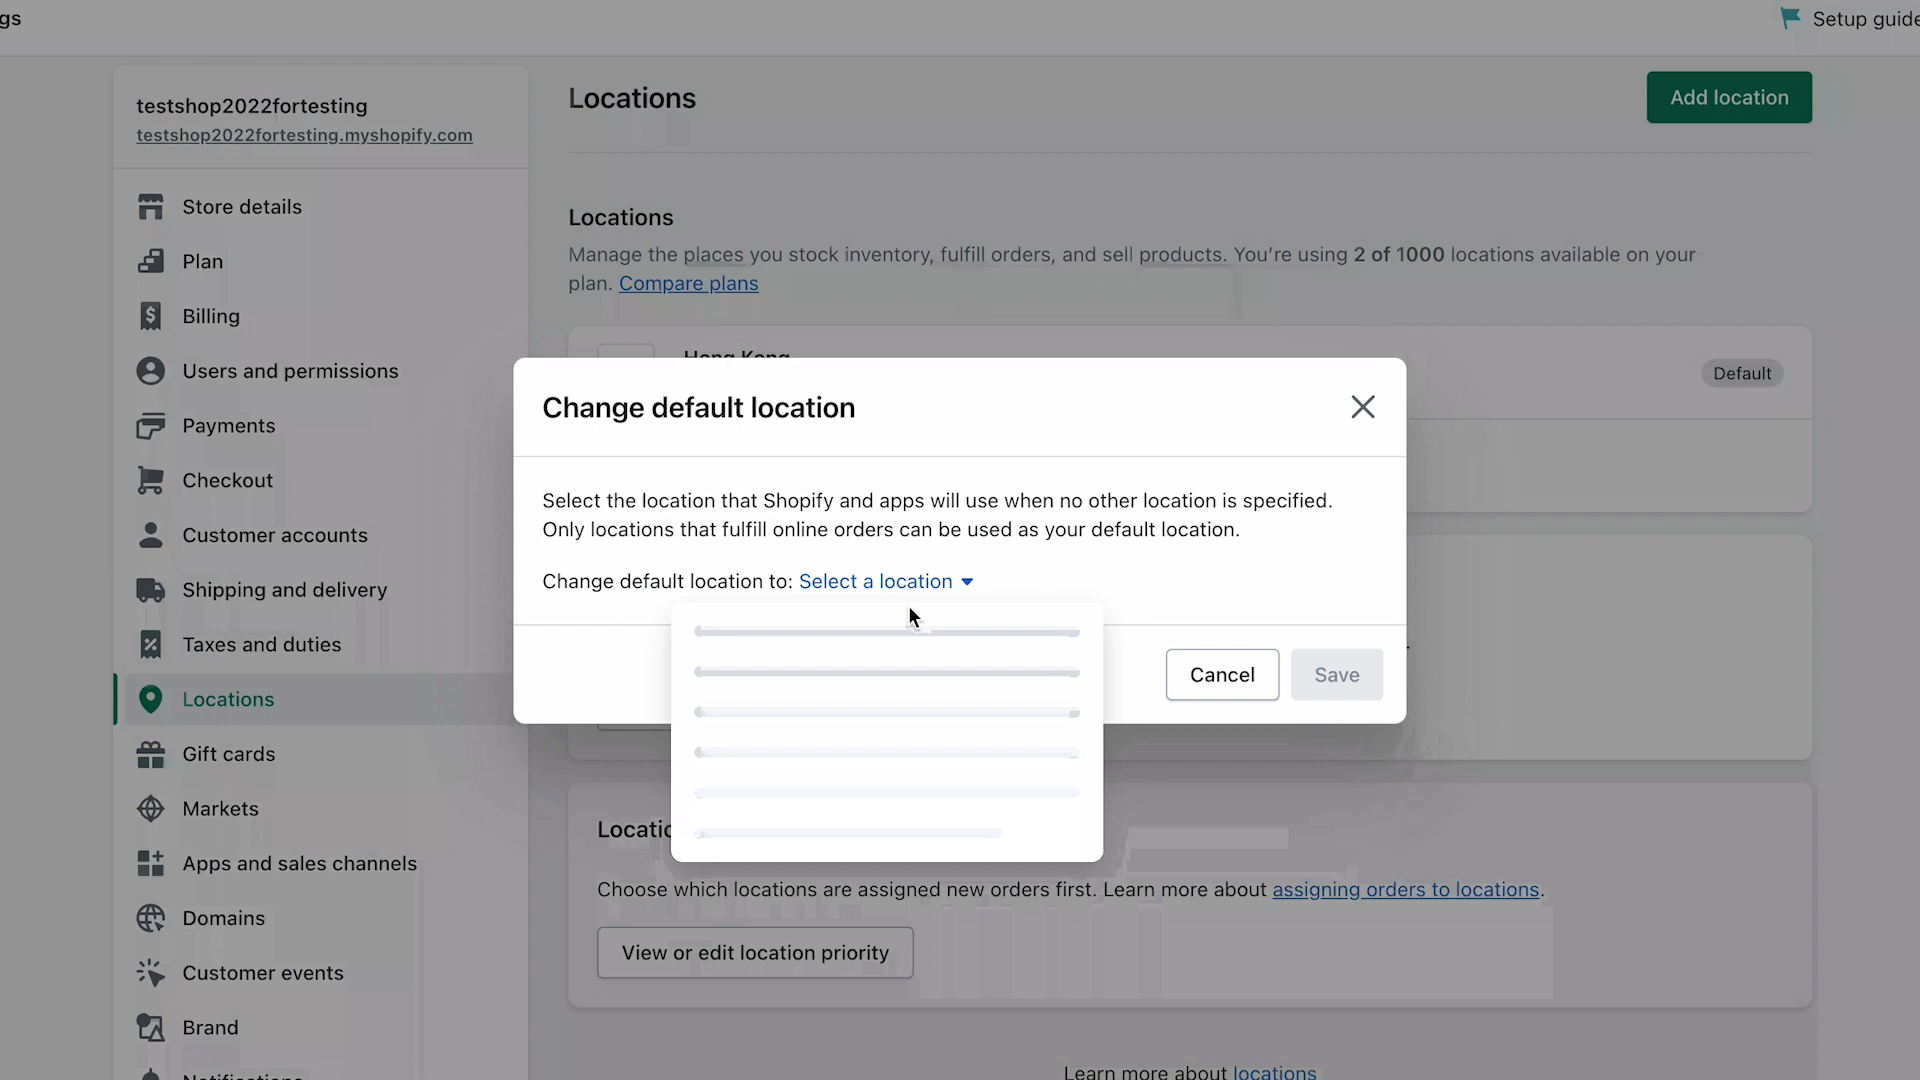 gs
Setup guide
testshop2022fortesting
testshop2022fortesting.myshopify.com
Store details
Plan
Billing
Users and permissions
Payments
Checkout
Customer accounts
Shipping and delivery
Taxes and duties
Locations
Gift cards
Markets
Apps and sales channels
Domains
Customer events
Brand
Notifications
Locations
Add location
Locations
Manage the places you stock inventory, fulfill orders, and sell products. You’re using 2 of 1000 locations available on your
plan. Compare plans
Hong Kong
Default
Change default location
Select the location that Shopify and apps will use when no other location is specified.
Only locations that fulfill online orders can be used as your default location.
Change default location to: Select a location
Cancel
Save
Locatio
Choose which locations are assigned new orders first. Learn more about assigning orders to locations.
View or edit location priority
Learn more about locations